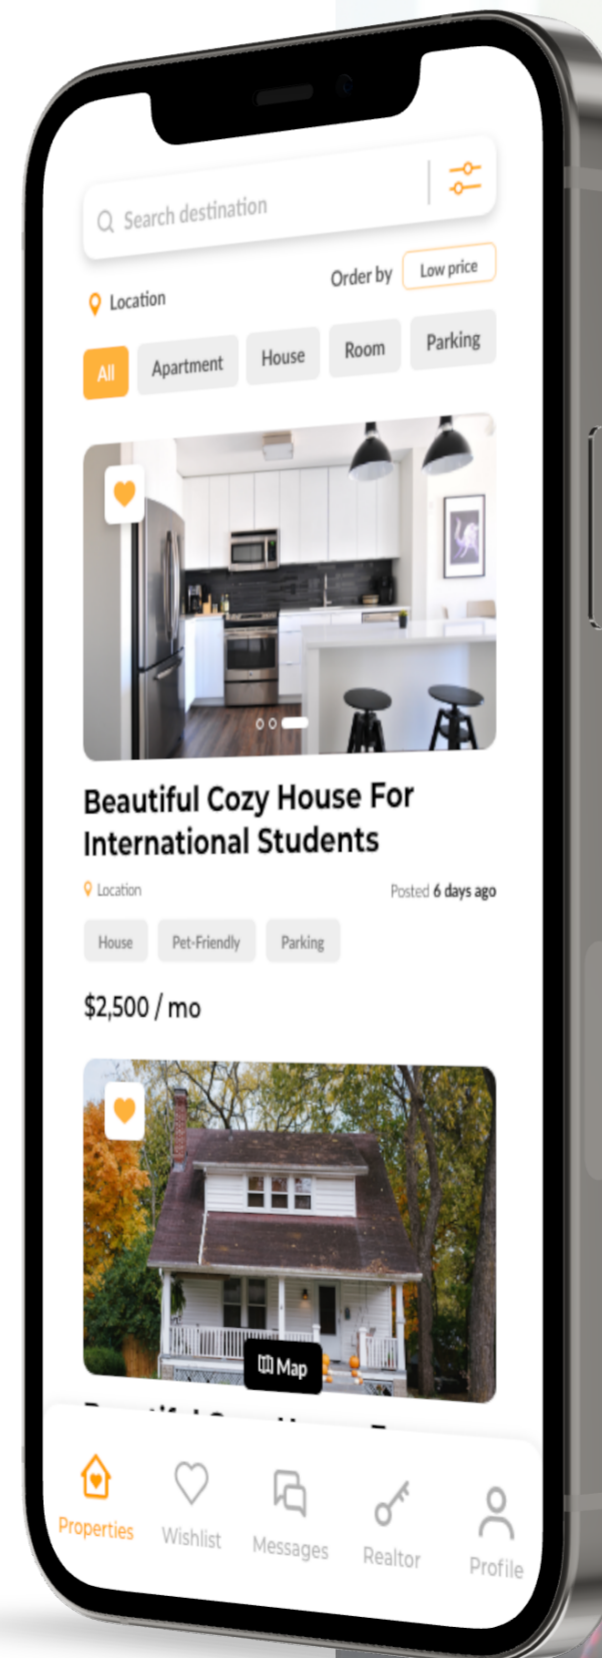 Search destination
Location
Order by
Low price
All
Apartment
House
Room
Parking
Beautiful Cozy House For
International Students
Location
Posted 6 days ago
House
Pet-Friendly
Parking
$2,500 / mo
Map
Properties
Wishlist
Messages
Realtor
Profile